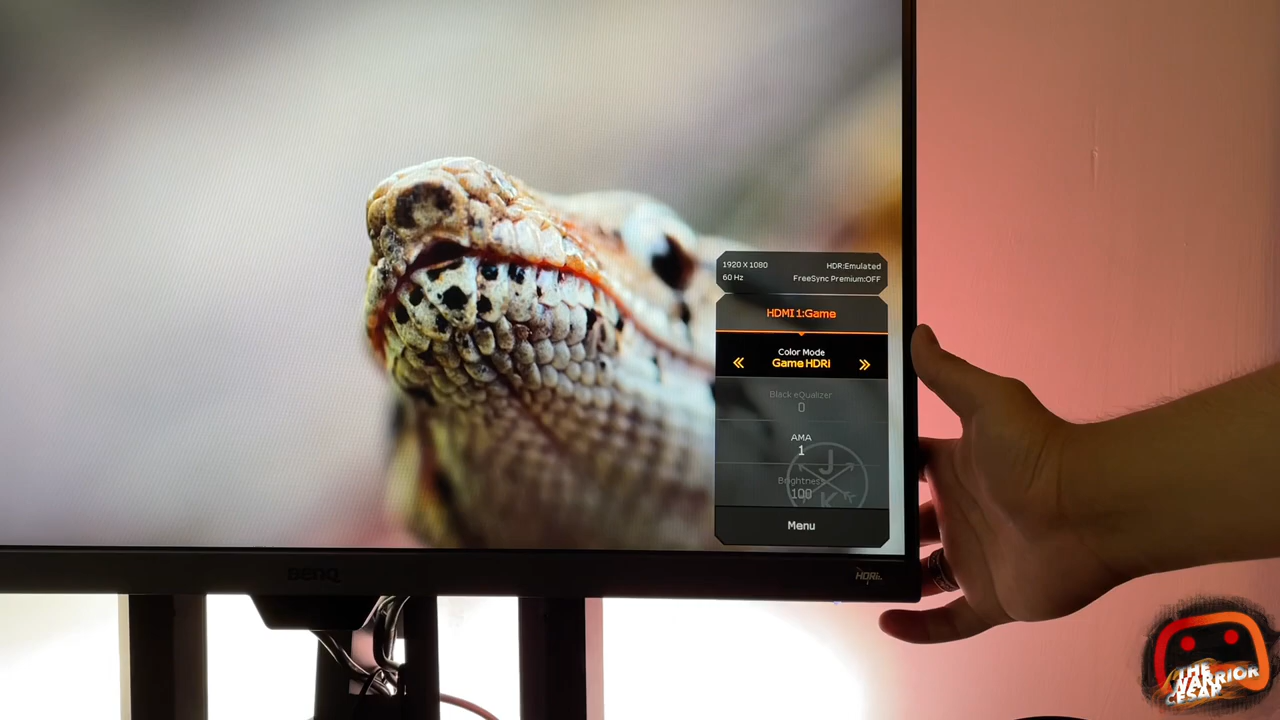 1920 X 1080
HDR:Emulated
60 Hz
FreeSync Premium:OFF
HDMI 1:Game
Color Mode
Game HDRi
Black eQualizer
0
AMA
1
Brightness
100
J
K
Menu
BENQ
HDRi
THE
WARRIOR
CESAP